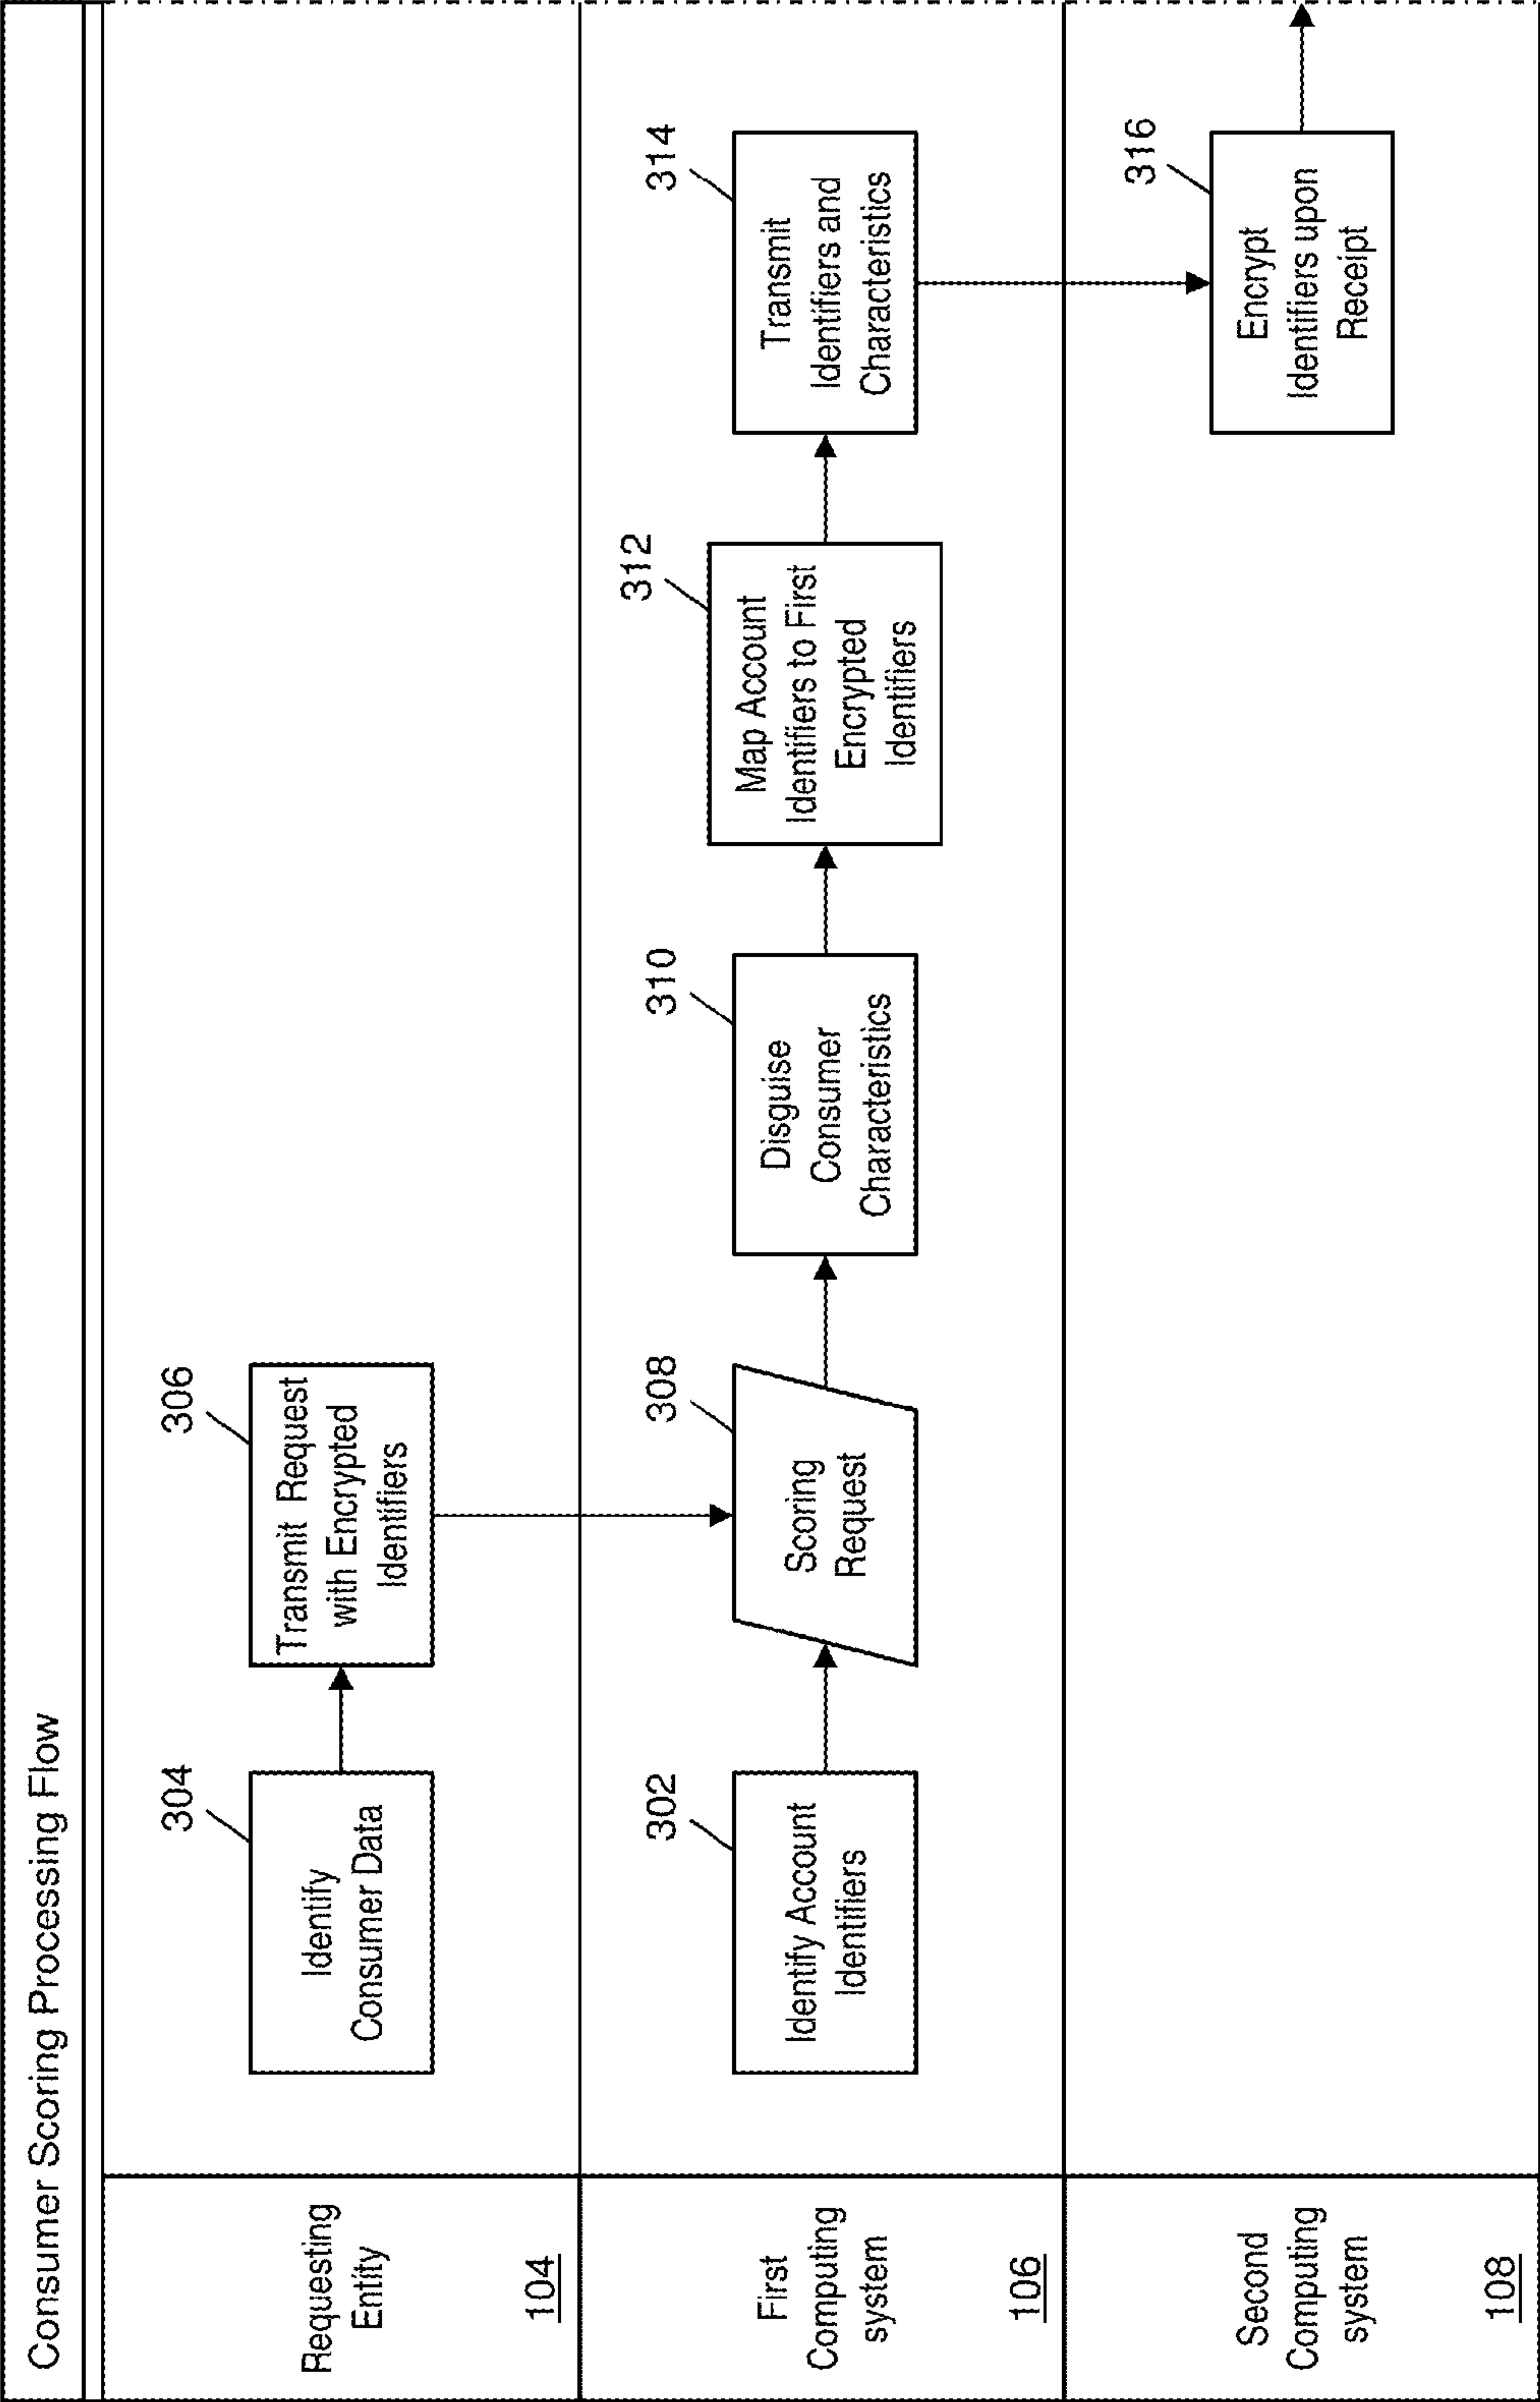 Consumer Scoring Processing Flow
Requesting
Entity
104
304
Identify
Consumer Data
306
Transmit Request
with Encrypted
Identifiers
First
Computing
system
106
302
Identify Account
Identifiers
308
Scoring
Request
310
Disguise
Consumer
Characteristics
312
Map Account
Identifiers to First
Encrypted
Identifiers
314
Transmit
Identifiers and
Characteristics
Second
Computing
system
108
316
Encrypt
Identifiers upon
Receipt